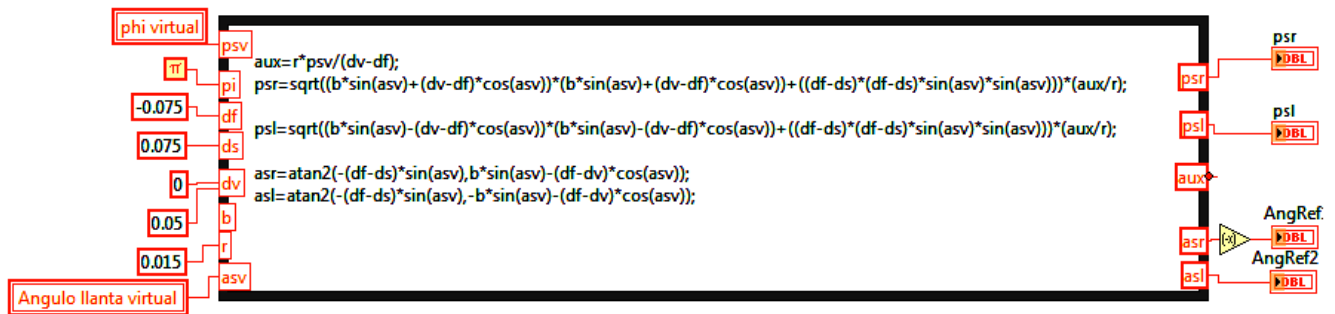 phi virtual
psv
π
pi
-0.075
df
0.075
ds
0
dv
0.05
b
0.015
r
Angulo llanta virtual
asv
aux=r*psv/(dv-df);
psr=sqrt((b*sin(asv)+(dv-df)*cos(asv))*(b*sin(asv)+(dv-df)*cos(asv))+((df-ds)*(df-ds)*sin(asv)*sin(asv)))*(aux/r);
psl=sqrt((b*sin(asv)-(dv-df)*cos(asv))*(b*sin(asv)-(dv-df)*cos(asv))+((df-ds)*(df-ds)*sin(asv)*sin(asv)))*(aux/r);
asr=atan2(-(df-ds)*sin(asv),b*sin(asv)-(df-dv)*cos(asv));
asl=atan2(-(df-ds)*sin(asv),-b*sin(asv)-(df-dv)*cos(asv));
psr
psr
DBL
psl
psl
DBL
aux
asr
(-x)
AngRef
DBL
asl
AngRef2
DBL